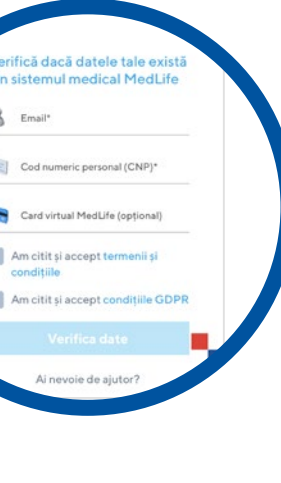 erifică dacă datele tale există
n sistemul medical MedLife
Email*
Cod numeric personal (CNP)*
Card virtual MedLife (opțional)
Am citit și accept termenii și
condițiile
Am citit și accept condițiile GDPR
Verifica date
Ai nevoie de ajutor?